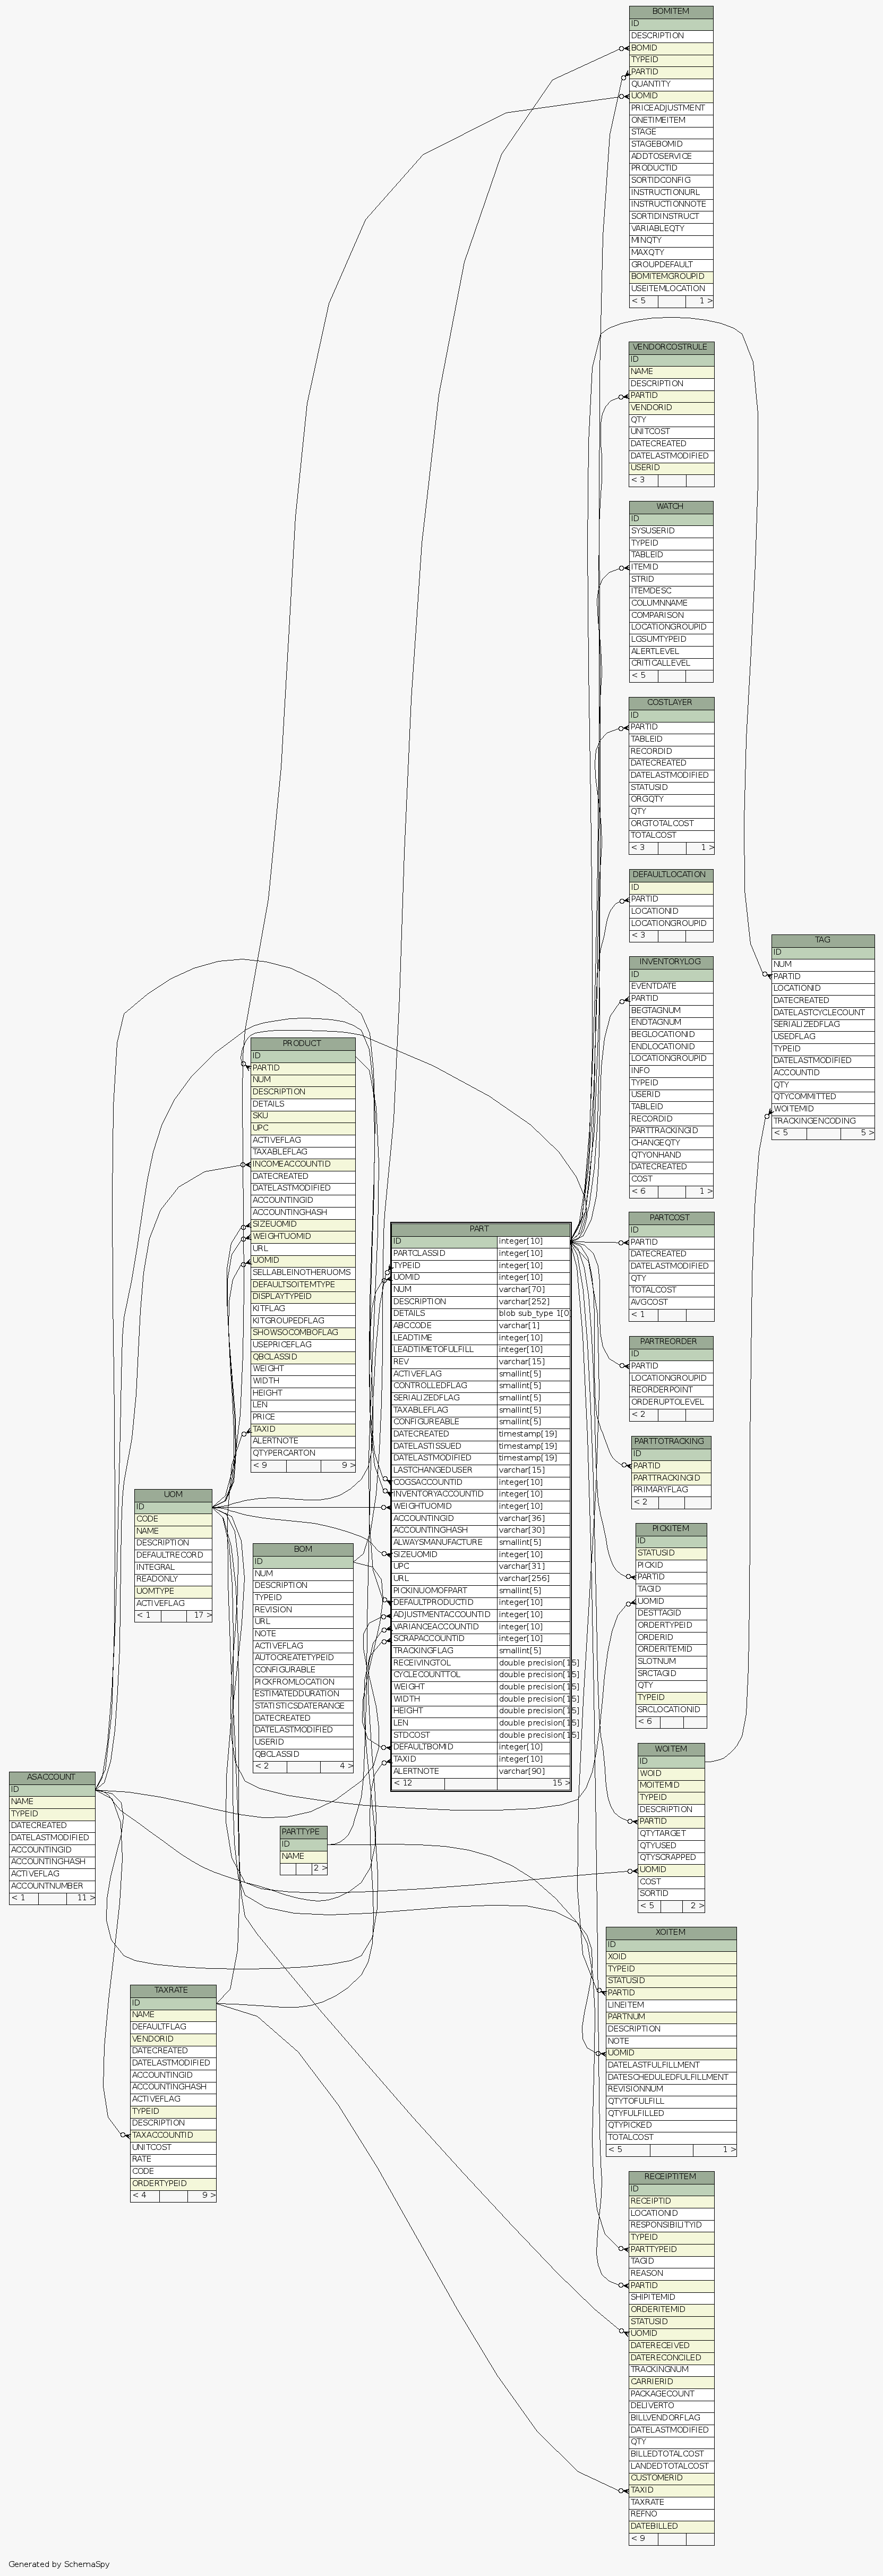 BOMITEM
ID
DESCRIPTION
BOMID
TYPEID
PARTID
QUANTITY
UOMID
PRICEADJUSTMENT
ONETIMEITEM
STAGE
STAGEBOMID
ADDTOSERVICE
PRODUCTID
SORTIDCONFIG
INSTRUCTIONURL
INSTRUCTIONNOTE
SORTIDINSTRUCT
VARIABLEQTY
MINQTY
MAXQTY
GROUPDEFAULT
BOMITEMGROUPID
USEITEMLOCATION
< 5 1 >
VENDORCOSTRULE
ID
NAME
DESCRIPTION
PARTID
VENDORID
QTY
UNITCOST
DATECREATED
DATELASTMODIFIED
USERID
< 3
WATCH
ID
SYSUSERID
TYPEID
TABLEID
ITEMID
STRID
ITEMDESC
COLUMNNAME
COMPARISON
LOCATIONGROUPID
LGSUMTYPEID
ALERTLEVEL
CRITICALLEVEL
< 5
COSTLAYER
ID
PARTID
TABLEID
RECORDID
DATECREATED
DATELASTMODIFIED
STATUSID
ORGQTY
QTY
ORGTOTALCOST
TOTALCOST
< 3 1 >
DEFAULTLOCATION
ID
PARTID
LOCATIONID
LOCATIONGROUPID
< 3
TAG
ID
NUM
PARTID
LOCATIONID
DATECREATED
DATELASTCYCLECOUNT
SERIALIZEDFLAG
USEDFLAG
TYPEID
DATELASTMODIFIED
ACCOUNTID
QTY
QTYCOMMITTED
WOITEMID
TRACKINGENCODING
< 5 5 >
INVENTORYLOG
ID
EVENTDATE
PARTID
BEGTAGNUM
ENDTAGNUM
BEGLOCATIONID
ENDLOCATIONID
LOCATIONGROUPID
INFO
TYPEID
USERID
TABLEID
RECORDID
PARTTRACKINGID
CHANGEQTY
QTYONHAND
DATECREATED
COST
< 6 1 >
PRODUCT
ID
PARTID
NUM
DESCRIPTION
DETAILS
SKU
UPC
ACTIVEFLAG
TAXABLEFLAG
INCOMEACCOUNTID
DATECREATED
DATELASTMODIFIED
ACCOUNTINGID
ACCOUNTINGHASH
SIZEUOMID
WEIGHTUOMID
URL
UOMID
SELLABLEINOTHERUOMS
DEFAULTSOITEMTYPE
DISPLAYTYPEID
KITFLAG
KITGROUPEDFLAG
SHOWSOCOMBOFLAG
USEPRICEFLAG
QBCLASSID
WEIGHT
WIDTH
HEIGHT
LEN
PRICE
TAXID
ALERTNOTE
QTYPERCARTON
< 9 9 >
PART
ID integer[10]
PARTCLASSID integer[10]
TYPEID integer[10]
UOMID integer[10]
NUM varchar[70]
DESCRIPTION varchar[252]
DETAILS blob sub_type 1[0]
ABCCODE varchar[1]
LEADTIME integer[10]
LEADTIMETOFULFILL integer[10]
REV varchar[15]
ACTIVEFLAG smallint[5]
CONTROLLEDFLAG smallint[5]
SERIALIZEDFLAG smallint[5]
TAXABLEFLAG smallint[5]
CONFIGUREABLE smallint[5]
DATECREATED timestamp[19]
DATELASTISSUED timestamp[19]
DATELASTMODIFIED timestamp[19]
LASTCHANGEDUSER varchar[15]
COGSACCOUNTID integer[10]
INVENTORYACCOUNTID integer[10]
WEIGHTUOMID integer[10]
ACCOUNTINGID varchar[36]
ACCOUNTINGHASH varchar[30]
ALWAYSMANUFACTURE smallint[5]
SIZEUOMID integer[10]
UPC varchar[31]
URL varchar[256]
PICKINUOMOFPART smallint[5]
DEFAULTPRODUCTID integer[10]
ADJUSTMENTACCOUNTID integer[10]
VARIANCEACCOUNTID integer[10]
SCRAPACCOUNTID integer[10]
TRACKINGFLAG smallint[5]
RECEIVINGTOL double precision[15]
CYCLECOUNTTOL double precision[15]
WEIGHT double precision[15]
WIDTH double precision[15]
HEIGHT double precision[15]
LEN double precision[15]
STDCOST double precision[15]
DEFAULTBOMID integer[10]
TAXID integer[10]
ALERTNOTE varchar[90]
< 12 15 >
PARTCOST
ID
PARTID
DATECREATED
DATELASTMODIFIED
QTY
TOTALCOST
AVGCOST
< 1
PARTREORDER
ID
PARTID
LOCATIONGROUPID
REORDERPOINT
ORDERUPTOLEVEL
< 2
PARTTOTRACKING
ID
PARTID
PARTTRACKINGID
PRIMARYFLAG
< 2
UOM
ID
CODE
NAME
DESCRIPTION
DEFAULTRECORD
INTEGRAL
READONLY
UOMTYPE
ACTIVEFLAG
< 1 17 >
BOM
ID
NUM
DESCRIPTION
TYPEID
REVISION
URL
NOTE
ACTIVEFLAG
AUTOCREATETYPEID
CONFIGURABLE
PICKFROMLOCATION
ESTIMATEDDURATION
STATISTICSDATERANGE
DATECREATED
DATELASTMODIFIED
USERID
QBCLASSID
< 2 4 >
PICKITEM
ID
STATUSID
PICKID
PARTID
TAGID
UOMID
DESTTAGID
ORDERTYPEID
ORDERID
ORDERITEMID
SLOTNUM
SRCTAGID
QTY
TYPEID
SRCLOCATIONID
< 6
WOITEM
ID
WOID
MOITEMID
TYPEID
DESCRIPTION
PARTID
QTYTARGET
QTYUSED
QTYSCRAPPED
UOMID
COST
SORTID
< 5 2 >
ASACCOUNT
ID
NAME
TYPEID
DATECREATED
DATELASTMODIFIED
ACCOUNTINGID
ACCOUNTINGHASH
ACTIVEFLAG
ACCOUNTNUMBER
< 1 11 >
PARTTYPE
ID
NAME
2 >
XOITEM
ID
XOID
TYPEID
STATUSID
PARTID
LINEITEM
PARTNUM
DESCRIPTION
NOTE
UOMID
DATELASTFULFILLMENT
DATESCHEDULEDFULFILLMENT
REVISIONNUM
QTYTOFULFILL
QTYFULFILLED
QTYPICKED
TOTALCOST
< 5 1 >
TAXRATE
ID
NAME
DEFAULTFLAG
VENDORID
DATECREATED
DATELASTMODIFIED
ACCOUNTINGID
ACCOUNTINGHASH
ACTIVEFLAG
TYPEID
DESCRIPTION
TAXACCOUNTID
UNITCOST
RATE
CODE
ORDERTYPEID
< 4 9 >
RECEIPTITEM
ID
RECEIPTID
LOCATIONID
RESPONSIBILITYID
TYPEID
PARTTYPEID
TAGID
REASON
PARTID
SHIPITEMID
ORDERITEMID
STATUSID
UOMID
DATERECEIVED
DATERECONCILED
TRACKINGNUM
CARRIERID
PACKAGECOUNT
DELIVERTO
BILLVENDORFLAG
DATELASTMODIFIED
QTY
BILLEDTOTALCOST
LANDEDTOTALCOST
CUSTOMERID
TAXID
TAXRATE
REFNO
DATEBILLED
< 9
Generated by SchemaSpy